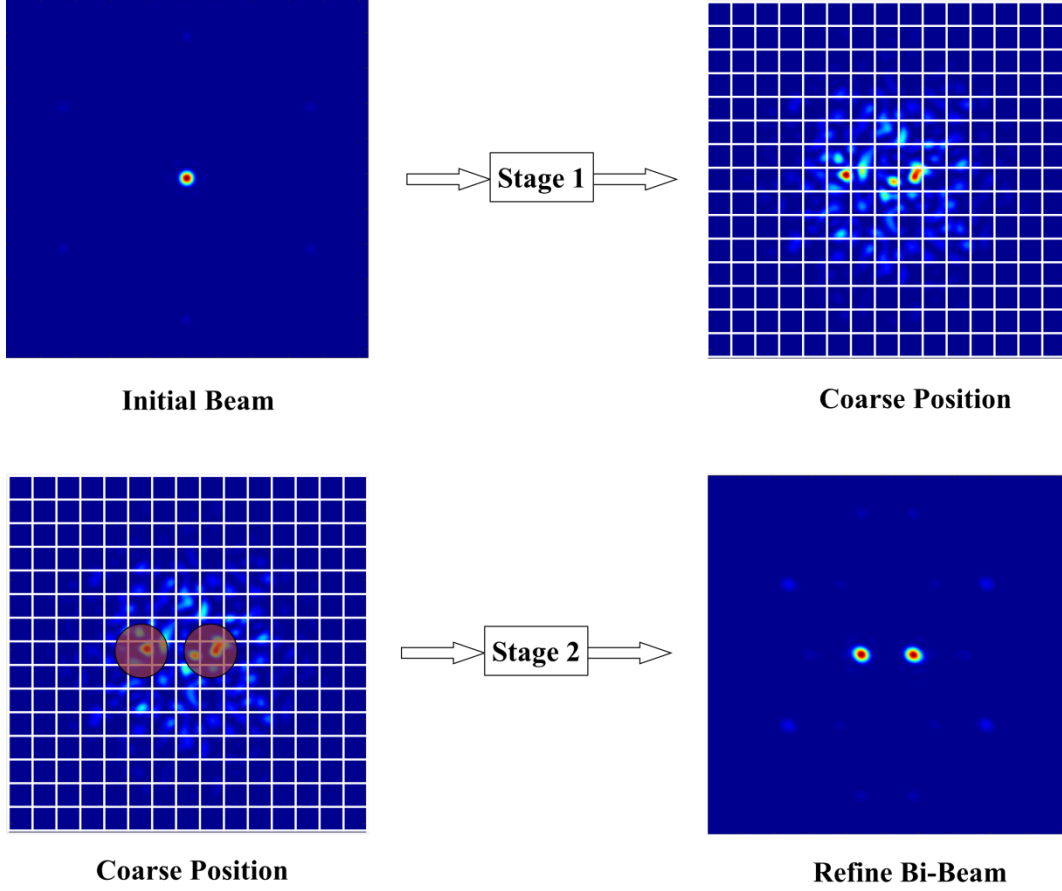 Stage 1
Initial Beam
Coarse Position
Stage 2
Coarse Position
Refine Bi-Beam